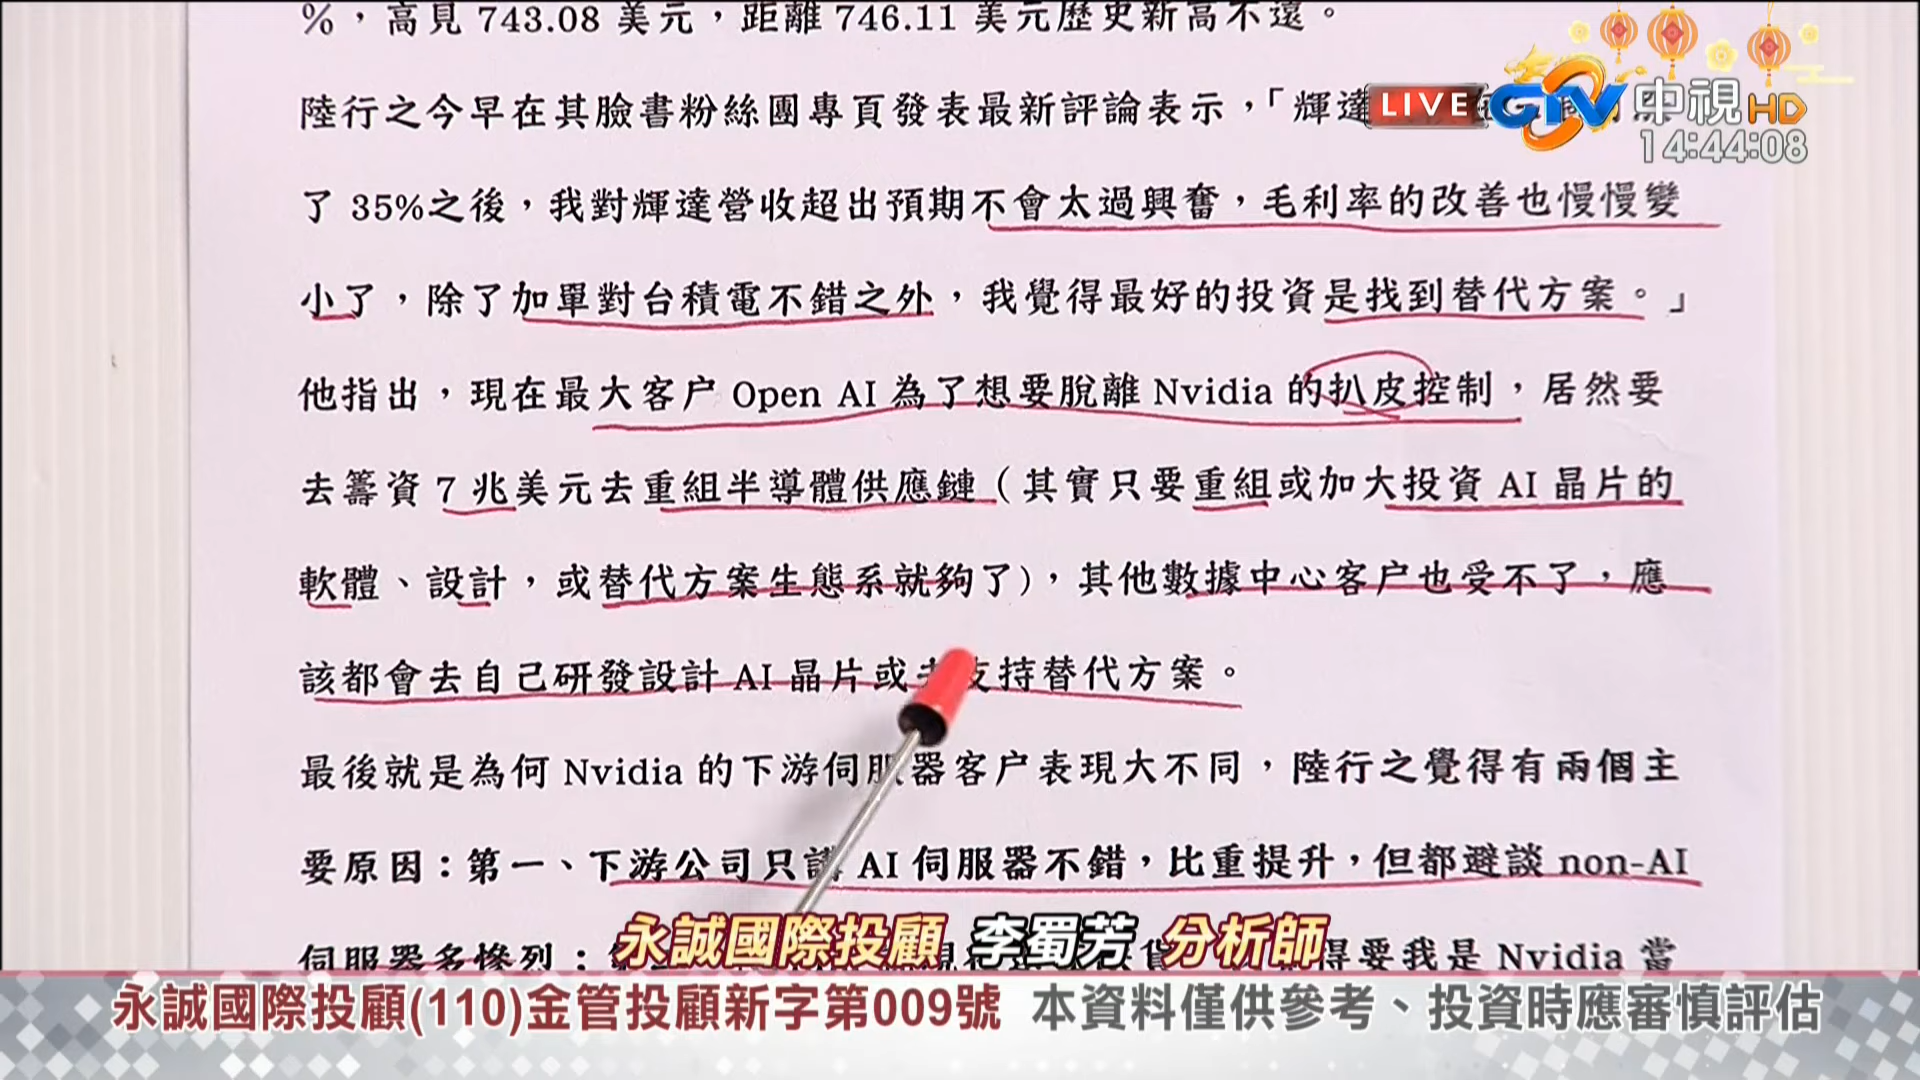 %，高見 743.08 美元，距離 746.11 美元歷史新高不遠。
陸行之今早在其臉書粉絲團專頁發表最新評論表示，「輝達
LIVE
CTV 中視 HD
14:44:08
了 35%之後，我對輝達營收超出預期不會太過興奮，毛利率的改善也慢慢變
小了，除了加單對台積電不錯之外，我覺得最好的投資是找到替代方案。」
他指出，現在最大客户 Open AI 為了想要脫離 Nvidia 的扒皮控制，居然要
去籌資 7 兆美元去重組半導體供應鏈（其實只要重組或加大投資 AI 晶片的
軟體、設計，或替代方案生態系就夠了），其他數據中心客户也受不了，應
該都會去自己研發設計 AI 晶片或去支持替代方案。
最後就是為何 Nvidia 的下游伺服器客户表現大不同，陸行之覺得有兩個主
要原因：第一、下游公司只講 AI 伺服器不錯，比重提升，但都避談 non-AI
伺服器多慘烈；得要我是 Nvidia 當
永誠國際投顧 李蜀芳 分析師
永誠國際投顧(110)金管投顧新字第009號 本資料僅供參考、投資時應審慎評估